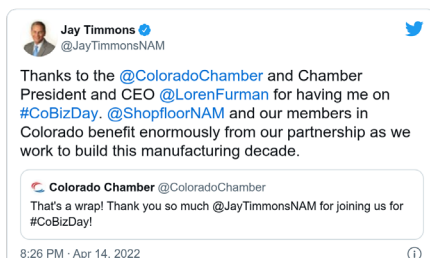 Jay Timmons
@JayTimmonsNAM
Thanks to the @ColoradoChamber and Chamber
President and CEO @LorenFurman for having me on
#CoBizDay. @ShopfloorNAM and our members in
Colorado benefit enormously from our partnership as we
work to build this manufacturing decade.
Colorado Chamber @ColoradoChamber
That's a wrap! Thank you so much @JayTimmonsNAM for joining us for
#CoBizDay!
8:26 PM · Apr 14, 2022